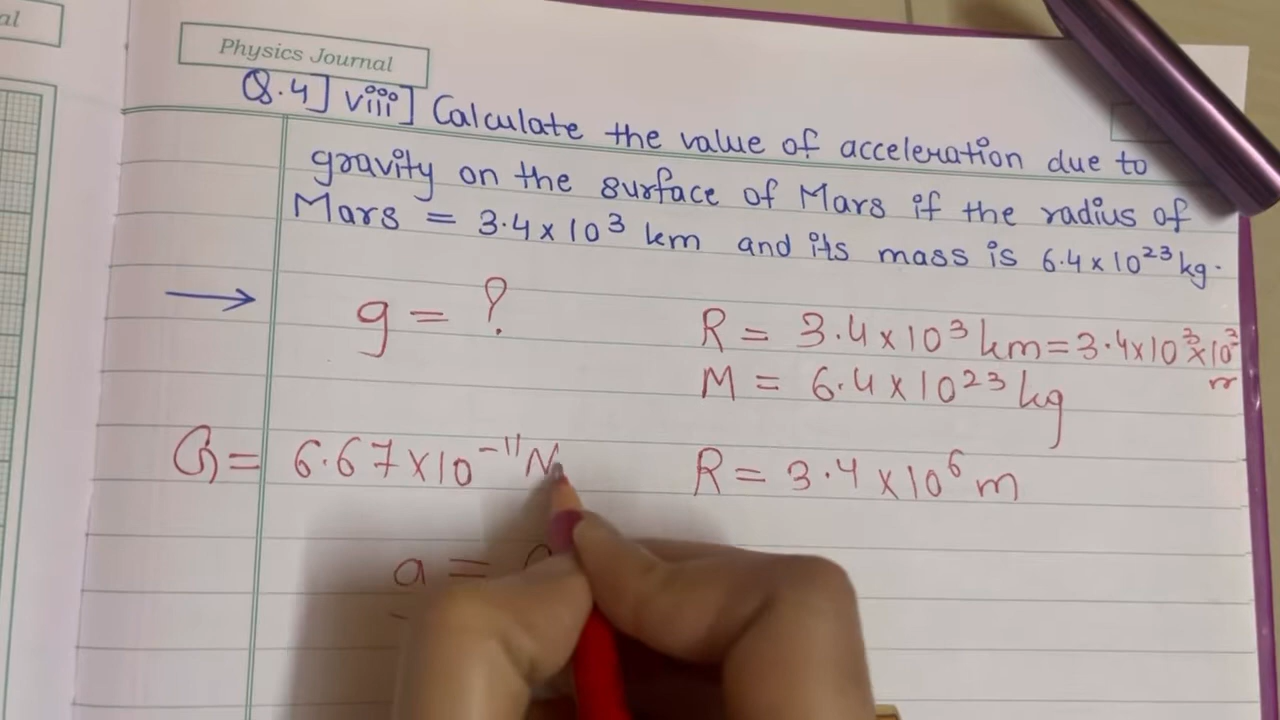 al
Physics Journal
Q.4] viii] Calculate the value of acceleration due to
gravity on the surface of Mars if the radius of
Mars = 3.4 x 10³ km and its mass is 6.4 x 10²³ kg.
g = ?
R = 3.4 x 10³ km = 3.4 x 10³ x 10³
m
M = 6.4 x 10²³ kg
G = 6.67 x 10⁻¹¹ N
R = 3.4 x 10⁶ m
g =